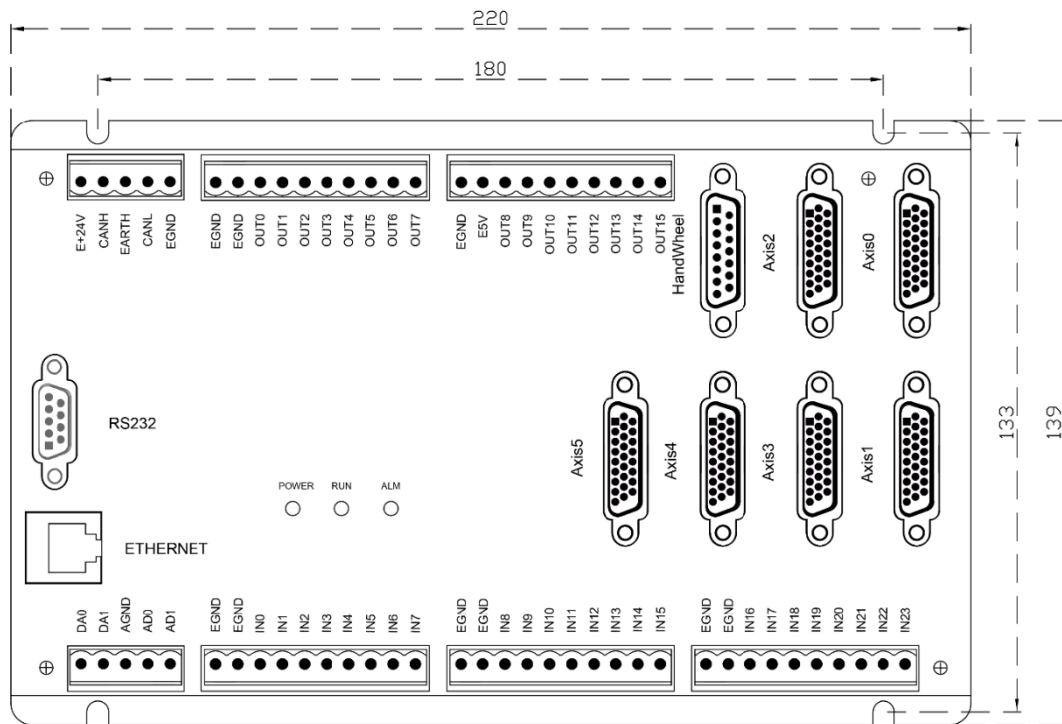 220
180
E+24V CANH EARTH CANL EGND
EGND EGND OUT0 OUT1 OUT2 OUT3 OUT4 OUT5 OUT6 OUT7
EGND E5V OUT8 OUT9 OUT10 OUT11 OUT12 OUT13 OUT14 OUT15
HandWheel
Axis2
Axis0
RS232
Axis5
Axis4
Axis3
Axis1
133
139
POWER RUN ALM
ETHERNET
DA0 DA1 AGND AD0 AD1
EGND EGND IN0 IN1 IN2 IN3 IN4 IN5 IN6 IN7
EGND EGND IN8 IN9 IN10 IN11 IN12 IN13 IN14 IN15
EGND EGND IN16 IN17 IN18 IN19 IN20 IN21 IN22 IN23